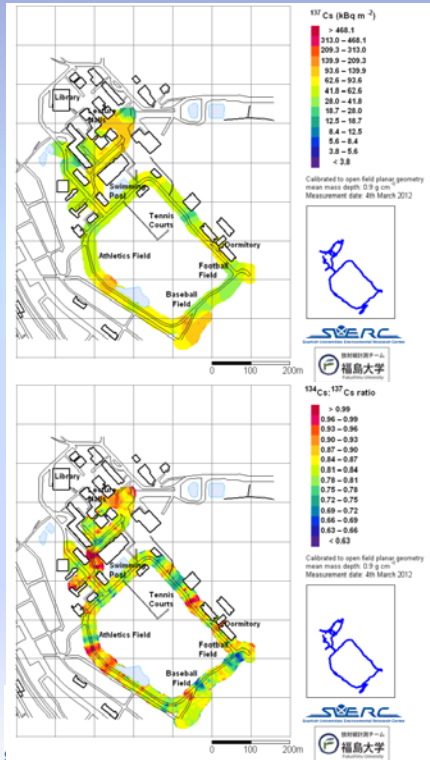 ¹³⁷Cs (kBq m⁻²)
> 468.1
313.0 – 468.1
209.3 – 313.0
139.9 – 209.3
93.6 – 139.9
62.6 – 93.6
41.8 – 62.6
28.0 – 41.8
18.7 – 28.0
12.5 – 18.7
8.4 – 12.5
5.6 – 8.4
3.8 – 5.6
< 3.8
Calibrated to open field planar geometry
mean mass depth: 0.9 g cm⁻²
Measurement date: 4th March 2012
Library
Lecture
Halls
Swimming
Pool
Tennis
Courts
Dormitory
Athletics Field
Football
Field
Baseball
Field
0 100 200m
SUERC
Scottish Universities Environmental Research Centre
放射線計測チーム
福島大学
Fukushima University
¹³⁴Cs:¹³⁷Cs ratio
> 0.99
0.96 – 0.99
0.93 – 0.96
0.90 – 0.93
0.87 – 0.90
0.84 – 0.87
0.81 – 0.84
0.78 – 0.81
0.75 – 0.78
0.72 – 0.75
0.69 – 0.72
0.66 – 0.69
0.63 – 0.66
< 0.63
Calibrated to open field planar geometry
mean mass depth: 0.9 g cm⁻²
Measurement date: 4th March 2012
Library
Lecture
Halls
Swimming
Pool
Tennis
Courts
Dormitory
Athletics Field
Football
Field
Baseball
Field
0 100 200m
SUERC
Scottish Universities Environmental Research Centre
放射線計測チーム
福島大学
Fukushima University